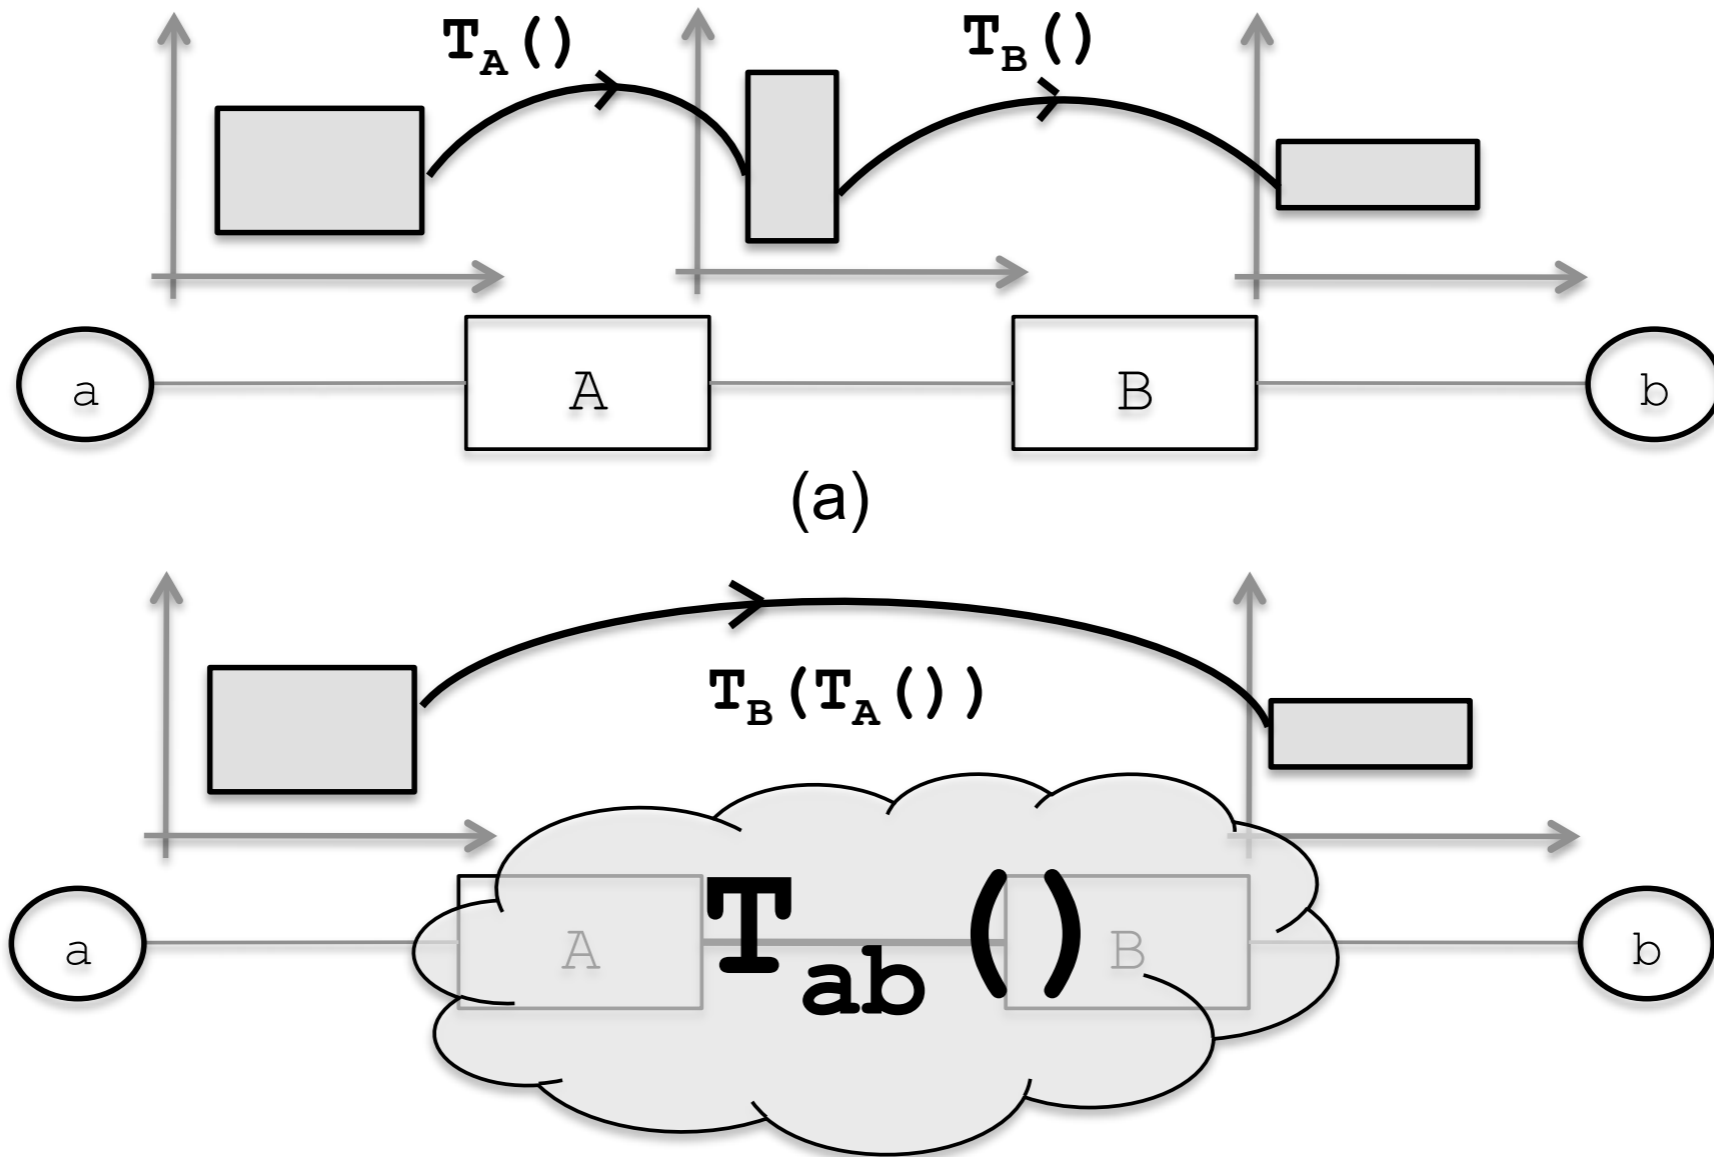 T_A() T_B()
a A B b
(a)
T_B(T_A())
a A T_ab() B b